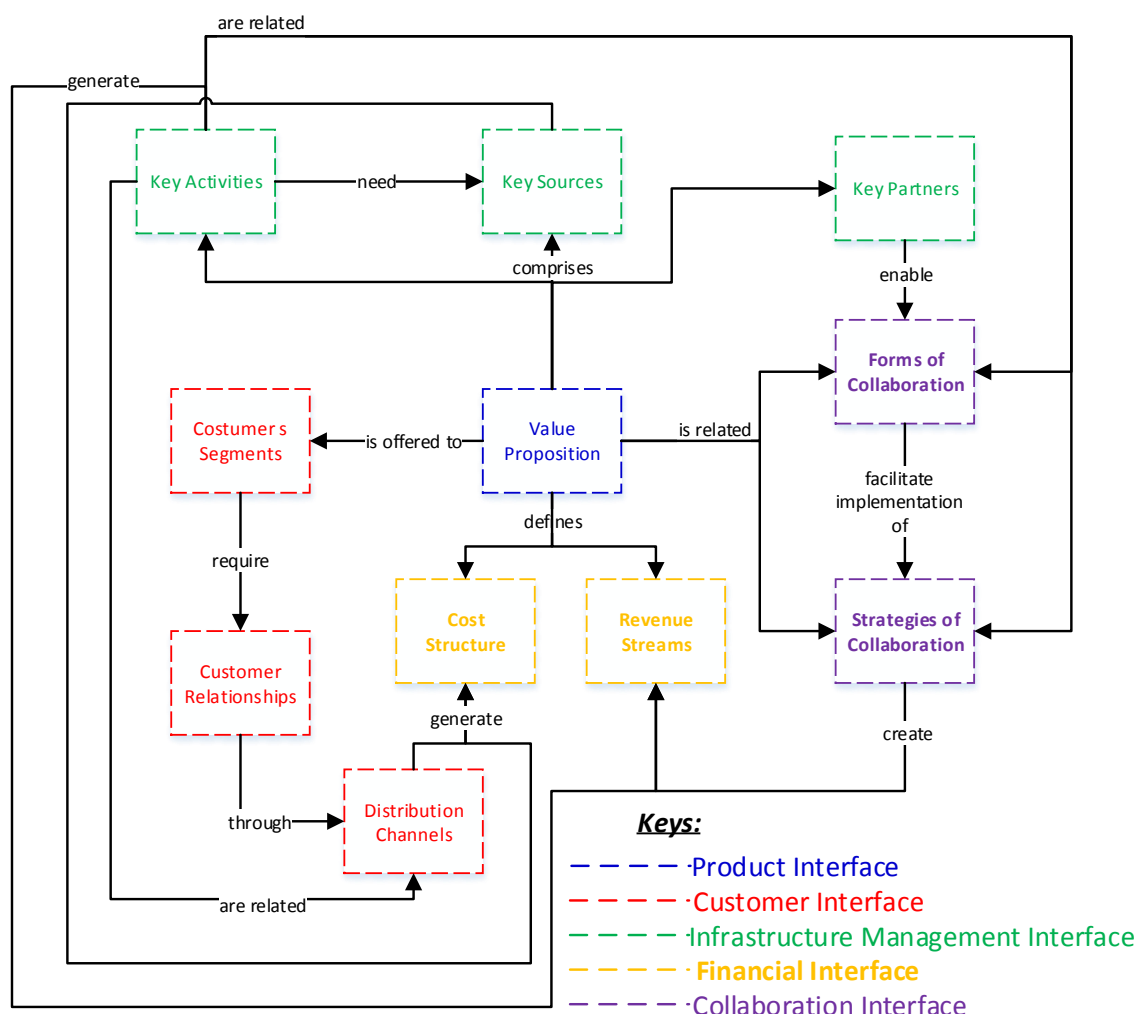 are related
generate
Key Activities
need
Key Sources
Key Partners
comprises
enable
Forms of
Collaboration
Costumers
Segments
is offered to
Value
Proposition
is related
facilitate
implementation
of
defines
require
Cost
Structure
Revenue
Streams
Strategies of
Collaboration
Customer
Relationships
generate
create
through
Distribution
Channels
are related
Keys:
Product Interface
Customer Interface
Infrastructure Management Interface
Financial Interface
Collaboration Interface